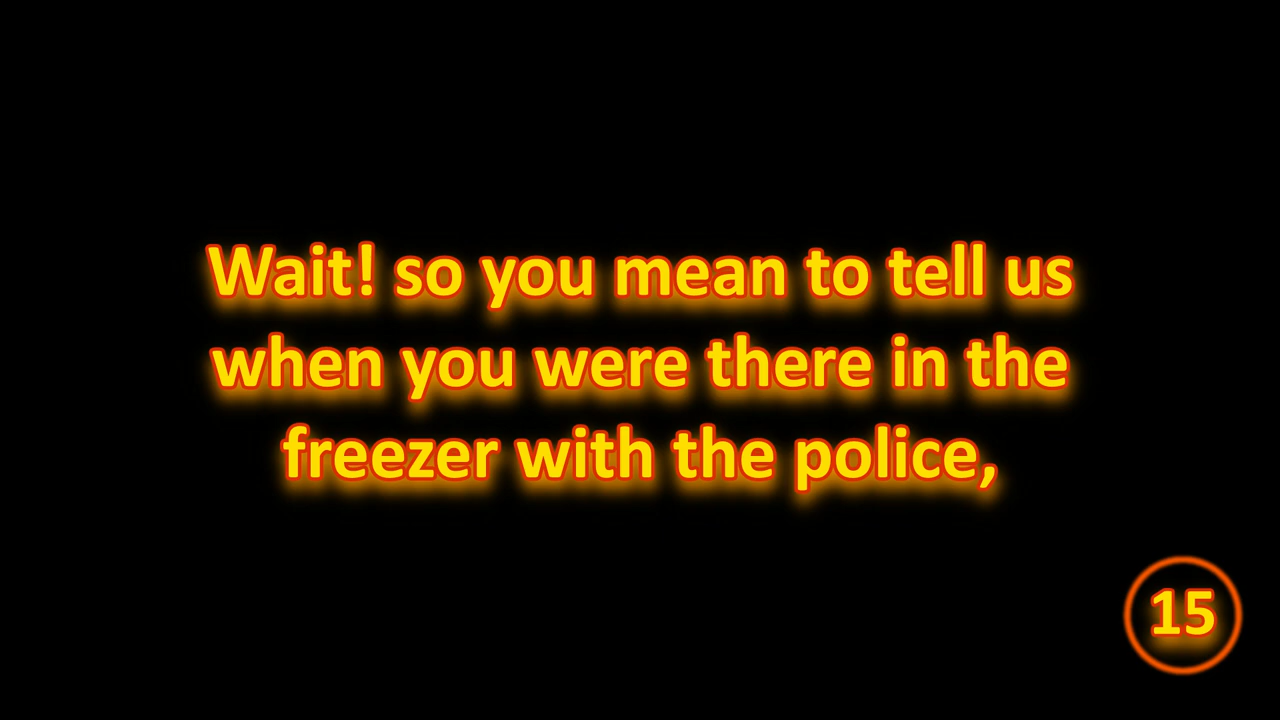 Wait! so you mean to tell us
when you were there in the
freezer with the police,
15